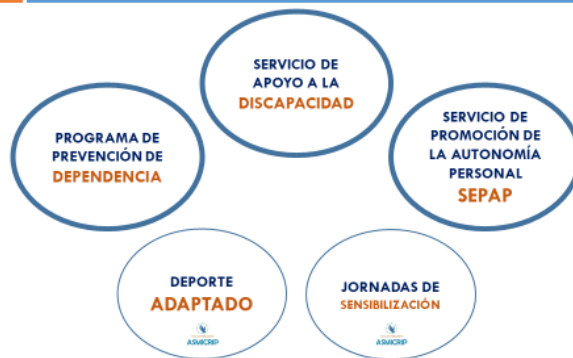 SERVICIO DE
APOYO A LA
DISCAPACIDAD
PROGRAMA DE
PREVENCIÓN DE
DEPENDENCIA
SERVICIO DE
PROMOCIÓN DE
LA AUTONOMÍA
PERSONAL
SEPAP
DEPORTE
ADAPTADO
ASMICRIP
JORNADAS DE
SENSIBILIZACIÓN
ASMICRIP